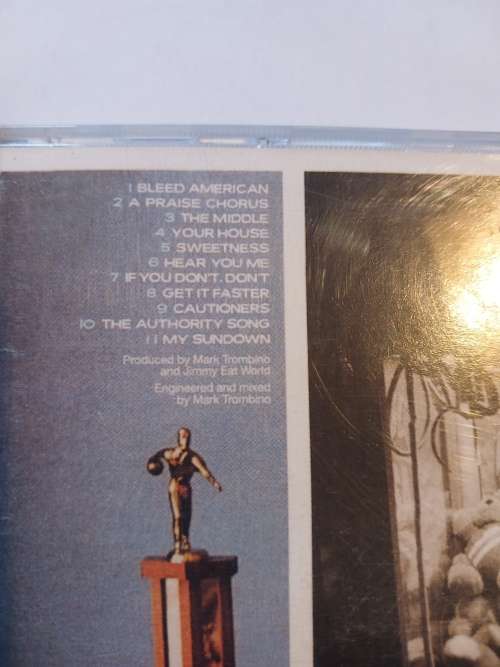 1 BLEED AMERICAN
2 A PRAISE CHORUS
3 THE MIDDLE
4 YOUR HOUSE
5 SWEETNESS
6 HEAR YOU ME
7 IF YOU DON'T, DON'T
8 GET IT FASTER
9 CAUTIONERS
10 THE AUTHORITY SONG
11 MY SUNDOWN
Produced by Mark Trombino
and Jimmy Eat World
Engineered and mixed
by Mark Trombino